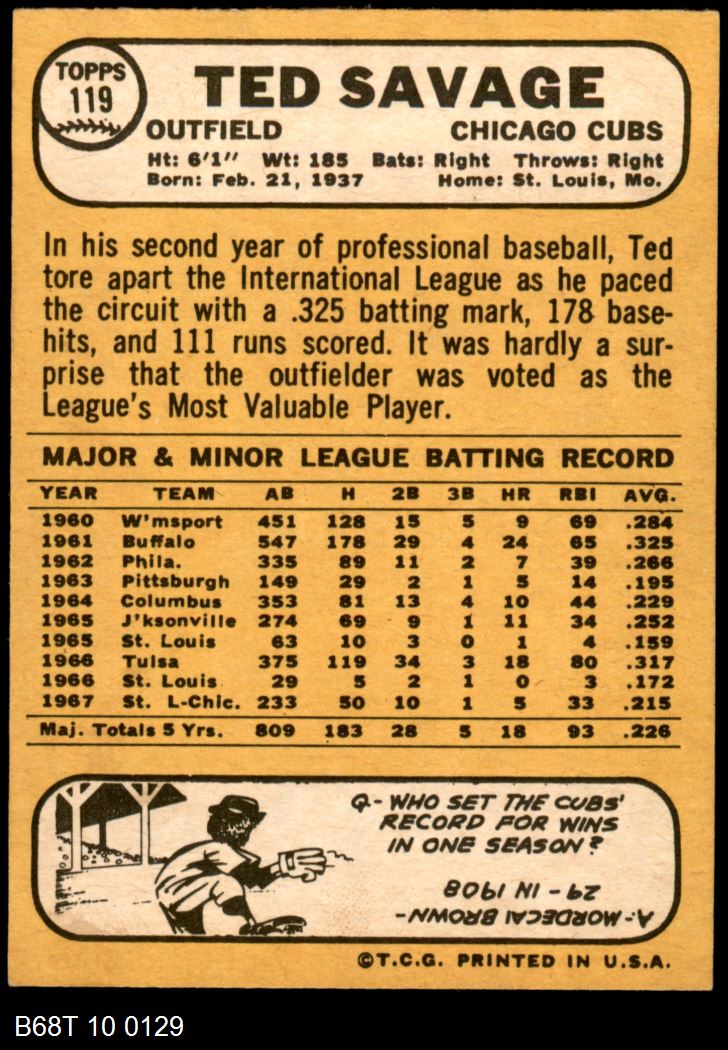 TOPPS
119
TED SAVAGE
OUTFIELD CHICAGO CUBS
Ht: 6'1" Wt: 185 Bats: Right Throws: Right
Born: Feb. 21, 1937 Home: St. Louis, Mo.
In his second year of professional baseball, Ted
tore apart the International League as he paced
the circuit with a .325 batting mark, 178 base-
hits, and 111 runs scored. It was hardly a sur-
prise that the outfielder was voted as the
League's Most Valuable Player.
MAJOR & MINOR LEAGUE BATTING RECORD
YEAR TEAM AB H 2B 3B HR RBI AVG.
1960 W'msport 451 128 15 5 9 69 .284
1961 Buffalo 547 178 29 4 24 65 .325
1962 Phila. 335 89 11 2 7 39 .266
1963 Pittsburgh 149 29 2 1 5 14 .195
1964 Columbus 353 81 13 4 10 44 .229
1965 J'ksonville 274 69 9 1 11 34 .252
1965 St. Louis 63 10 3 0 1 4 .159
1966 Tulsa 375 119 34 3 18 80 .317
1966 St. Louis 29 5 2 1 0 3 .172
1967 St. L-Chic. 233 50 10 1 5 33 .215
Maj. Totals 5 Yrs. 809 183 28 5 18 93 .226
Q- WHO SET THE CUBS'
RECORD FOR WINS
IN ONE SEASON?
A.- MORDECAI BROWN-
29 - IN 1908
©T.C.G. PRINTED IN U.S.A.
B68T 10 0129